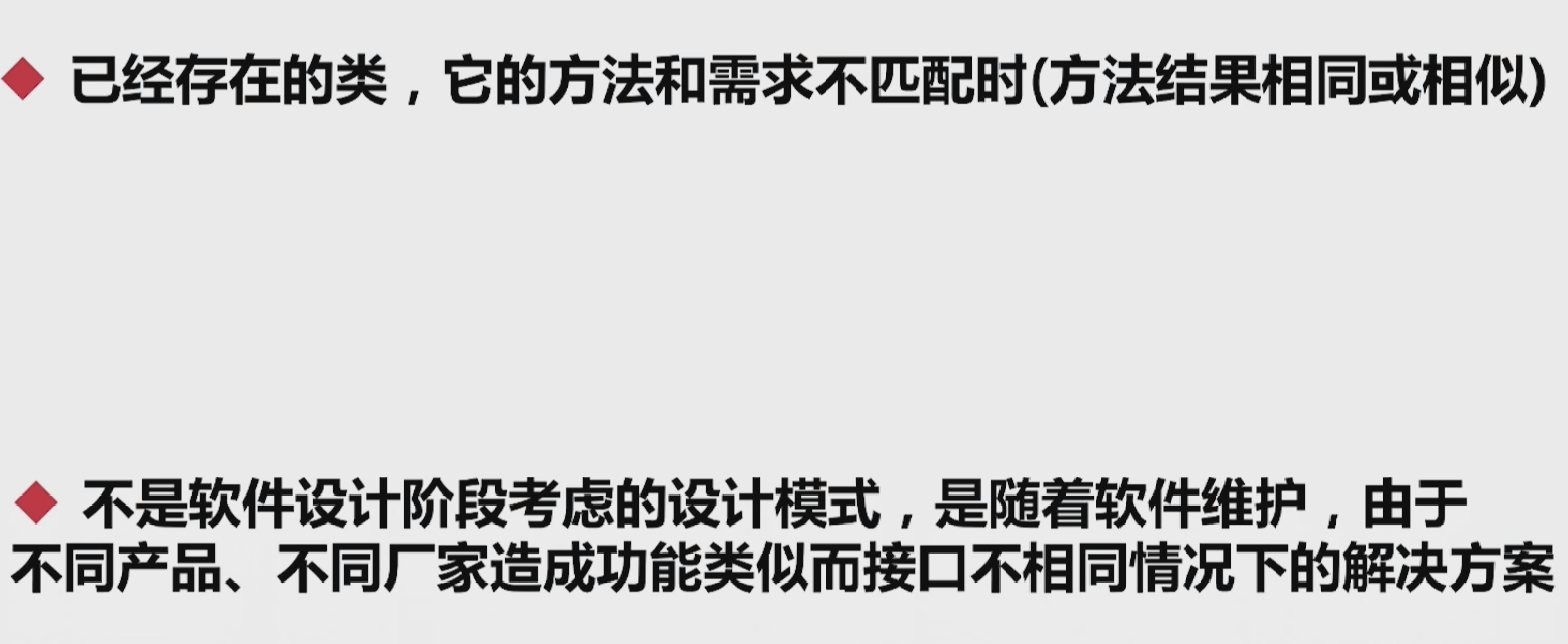 已经存在的类，它的方法和需求不匹配时(方法结果相同或相似)
不是软件设计阶段考虑的设计模式，是随着软件维护，由于
不同产品、不同厂家造成功能类似而接口不相同情况下的解决方案